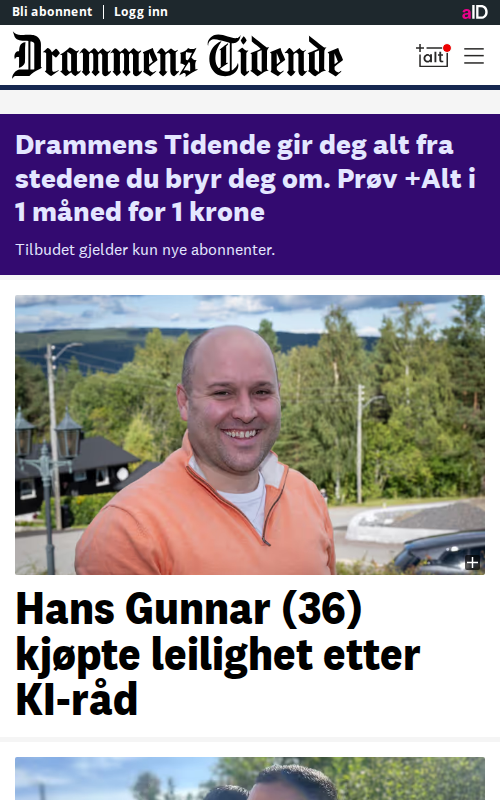 Bli abonnent | Logg inn
aID
Drammens Tidende
+alt
Drammens Tidende gir deg alt fra
stedene du bryr deg om. Prøv +Alt i
1 måned for 1 krone
Tilbudet gjelder kun nye abonnenter.
Hans Gunnar (36)
kjøpte leilighet etter
KI-råd